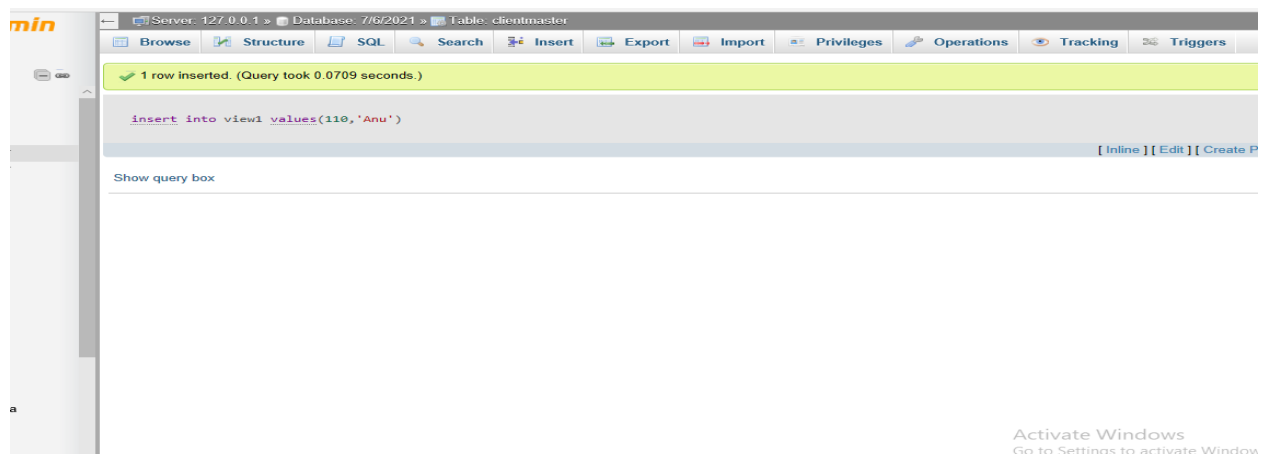 min
← Server: 127.0.0.1 » Database: 7/6/2021 » Table: clientmaster
Browse Structure SQL Search Insert Export Import Privileges Operations Tracking Triggers
1 row inserted. (Query took 0.0709 seconds.)
insert into view1 values(110,'Anu')
[ Inline ] [ Edit ] [ Create P
Show query box
a
Activate Windows
Go to Settings to activate Window